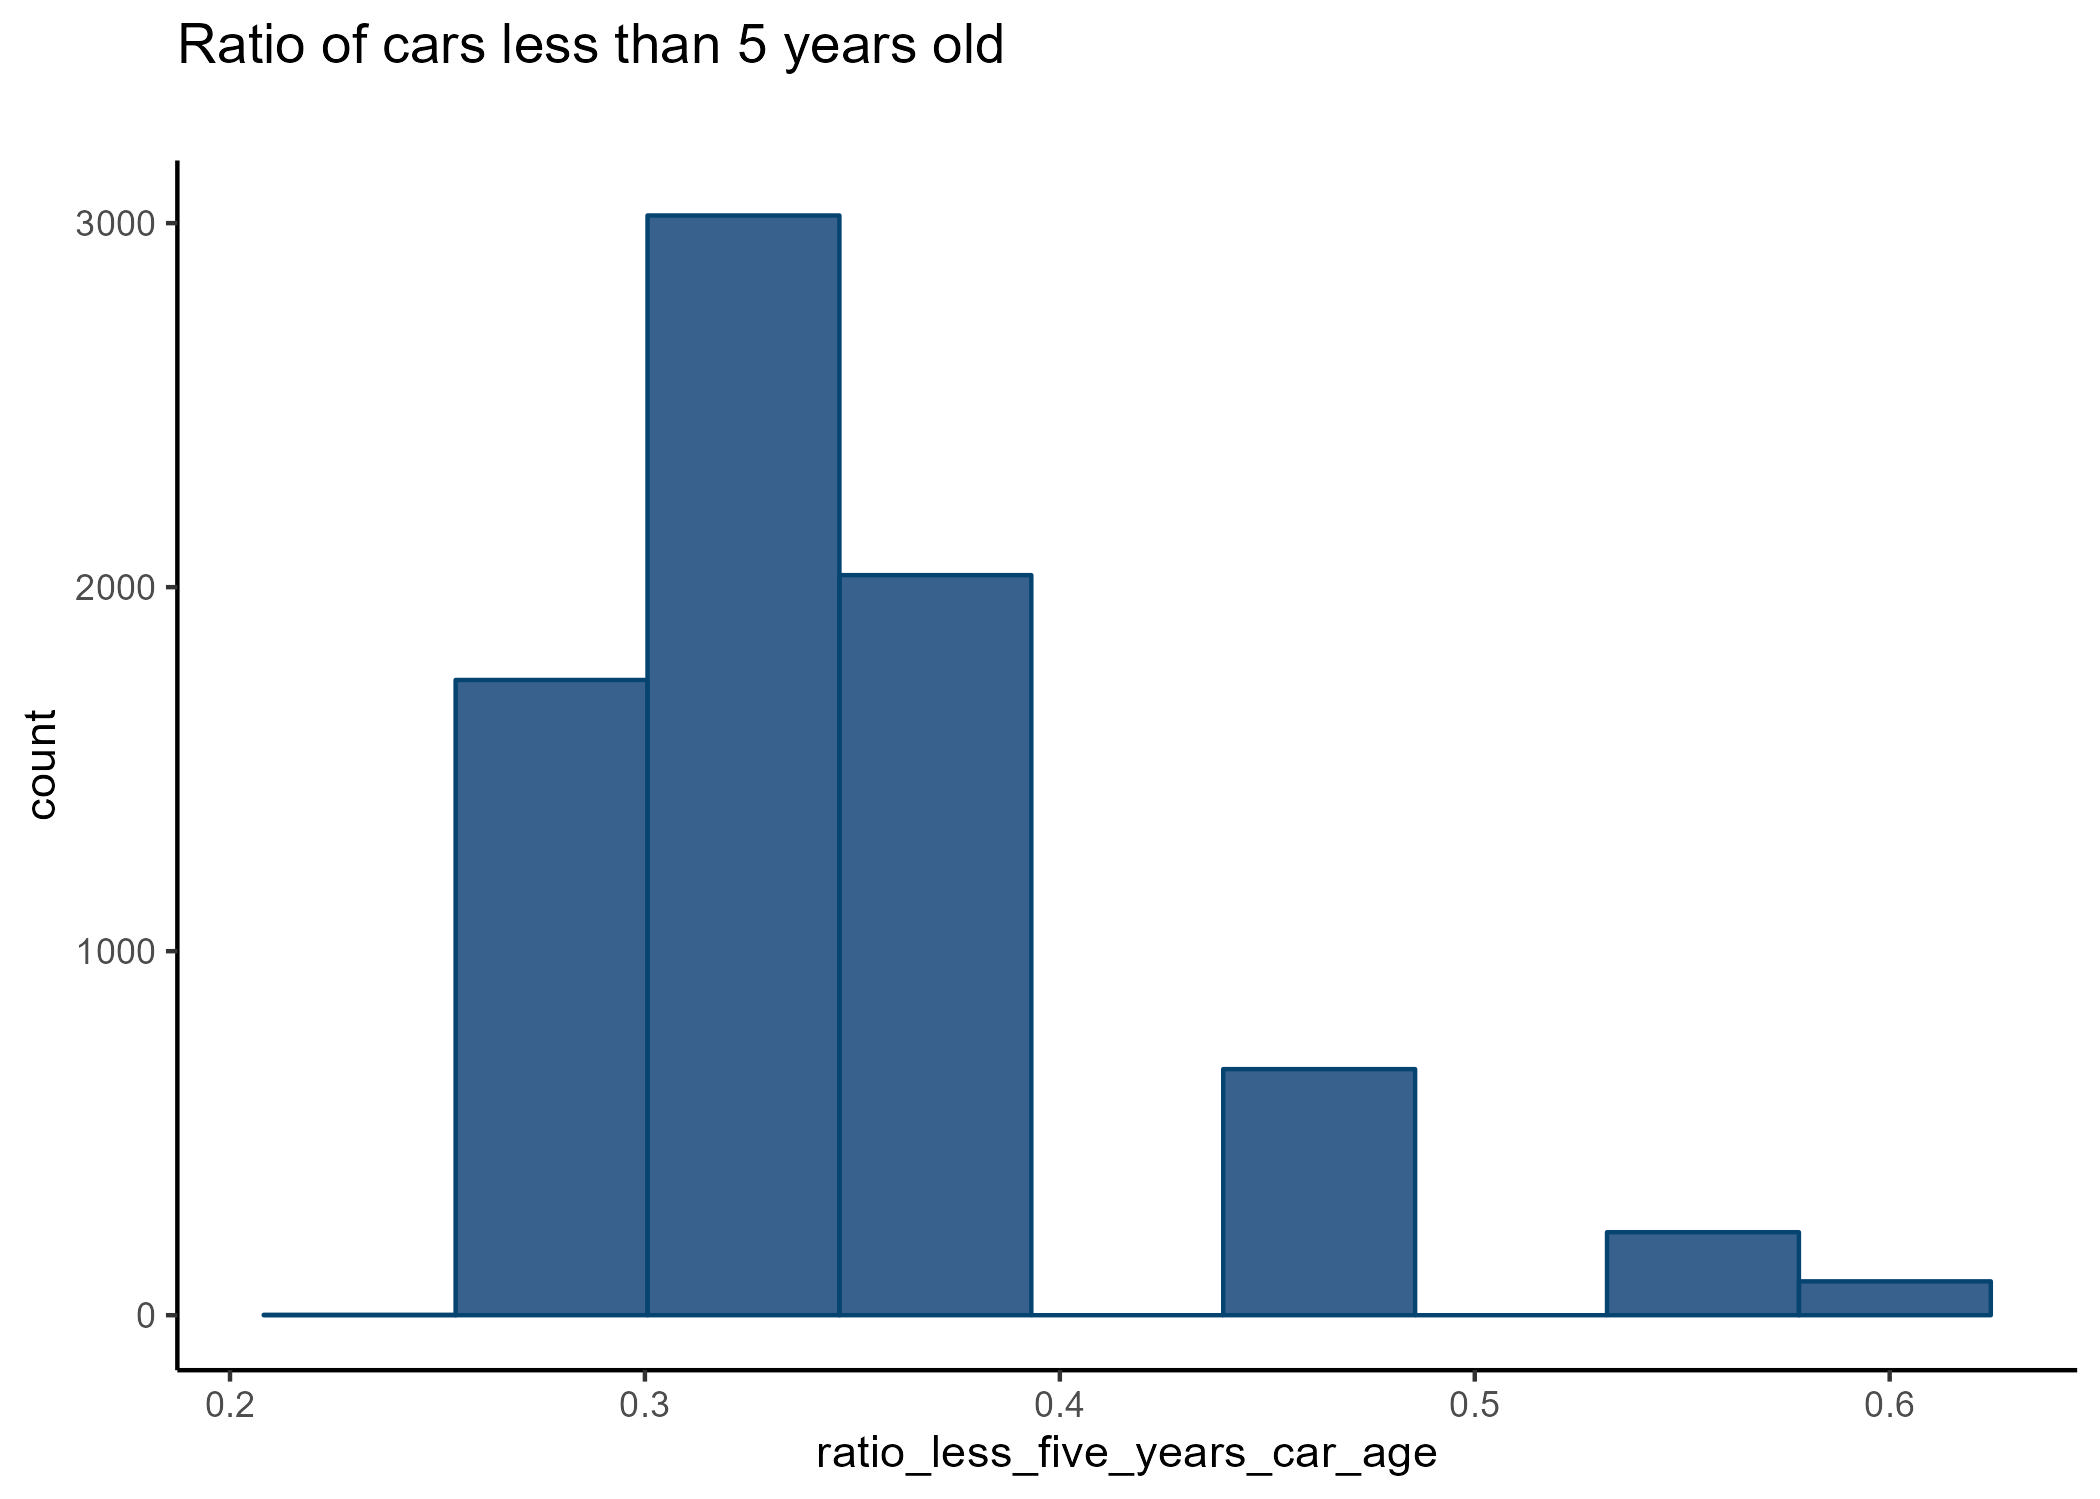 Ratio of cars less than 5 years old
3000
2000
1000
0
count
0.2 0.3 0.4 0.5 0.6
ratio_less_five_years_car_age